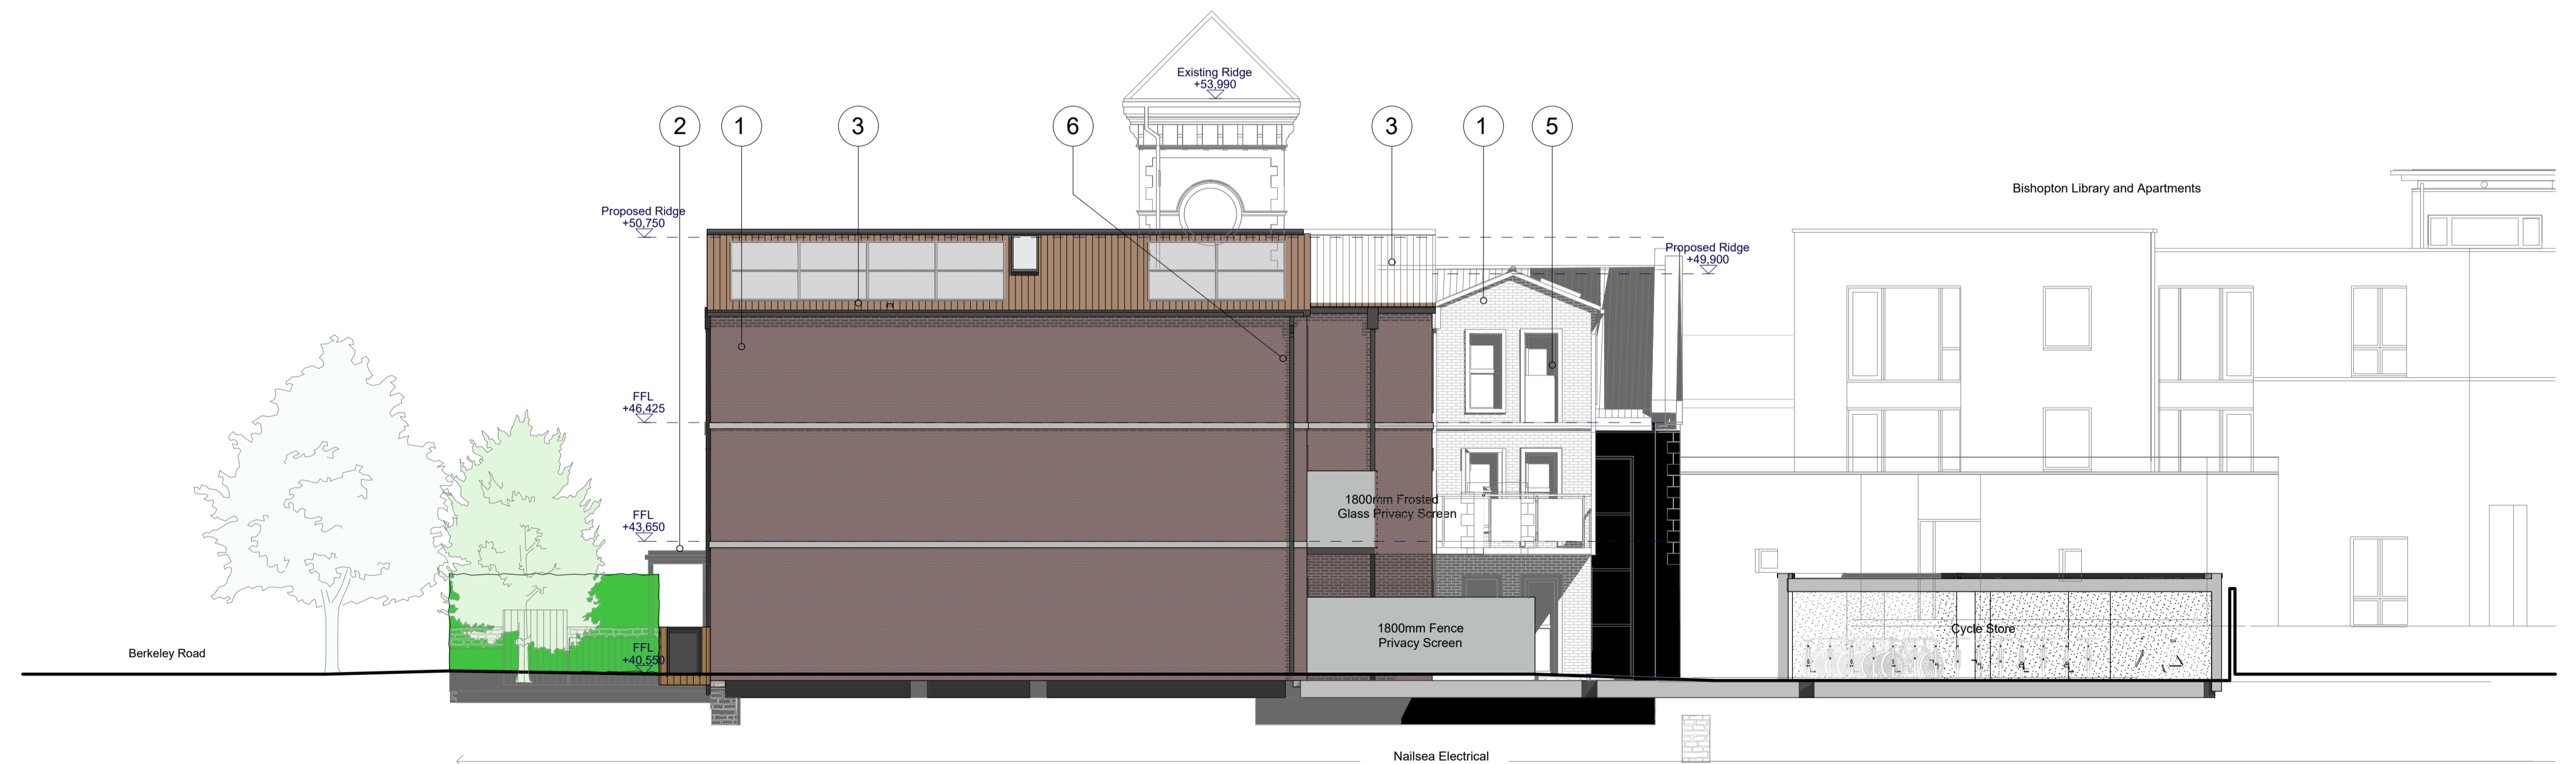 Existing Ridge
+53,990
2
1
3
6
3
1
5
Bishopton Library and Apartments
Proposed Ridge
+50,750
Proposed Ridge
+49,900
FFL
+46,425
1800mm Frosted
Glass Privacy Screen
FFL
+43,650
1800mm Fence
Privacy Screen
Cycle Store
Berkeley Road
FFL
+40,550
Nailsea Electrical